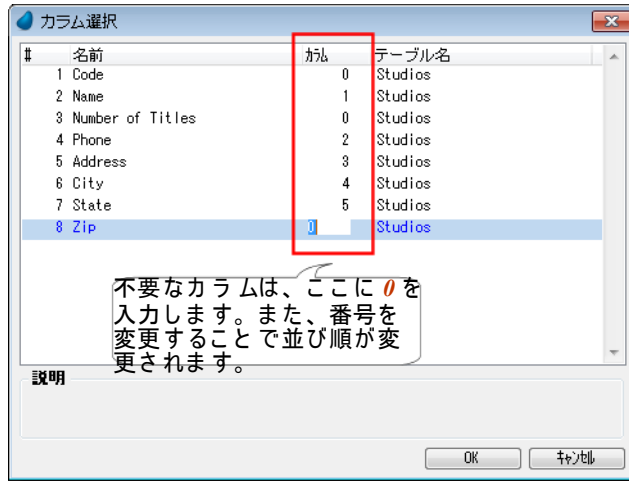 カラム選択
# 名前 ｶﾗﾑ テーブル名
1 Code 0 Studios
2 Name 1 Studios
3 Number of Titles 0 Studios
4 Phone 2 Studios
5 Address 3 Studios
6 City 4 Studios
7 State 5 Studios
8 Zip 0 Studios
不要なカラムは、ここに 0 を
入力します。また、番号を
変更することで並び順が変
更されます。
説明
OK ｷｬﾝｾﾙ